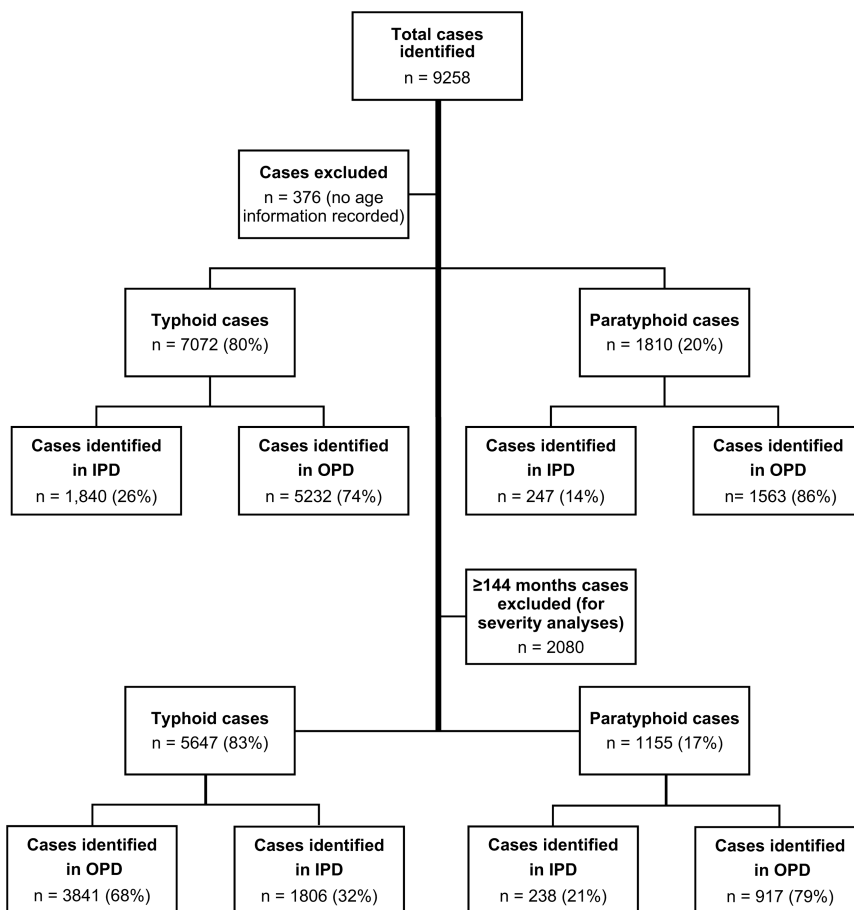 Total cases
identified
n = 9258
Cases excluded
n = 376 (no age
information recorded)
Typhoid cases
n = 7072 (80%)
Paratyphoid cases
n = 1810 (20%)
Cases identified
in IPD
n = 1,840 (26%)
Cases identified
in OPD
n = 5232 (74%)
Cases identified
in IPD
n = 247 (14%)
Cases identified
in OPD
n= 1563 (86%)
≥144 months cases
excluded (for
severity analyses)
n = 2080
Typhoid cases
n = 5647 (83%)
Paratyphoid cases
n = 1155 (17%)
Cases identified
in OPD
n = 3841 (68%)
Cases identified
in IPD
n = 1806 (32%)
Cases identified
in IPD
n = 238 (21%)
Cases identified
in OPD
n = 917 (79%)